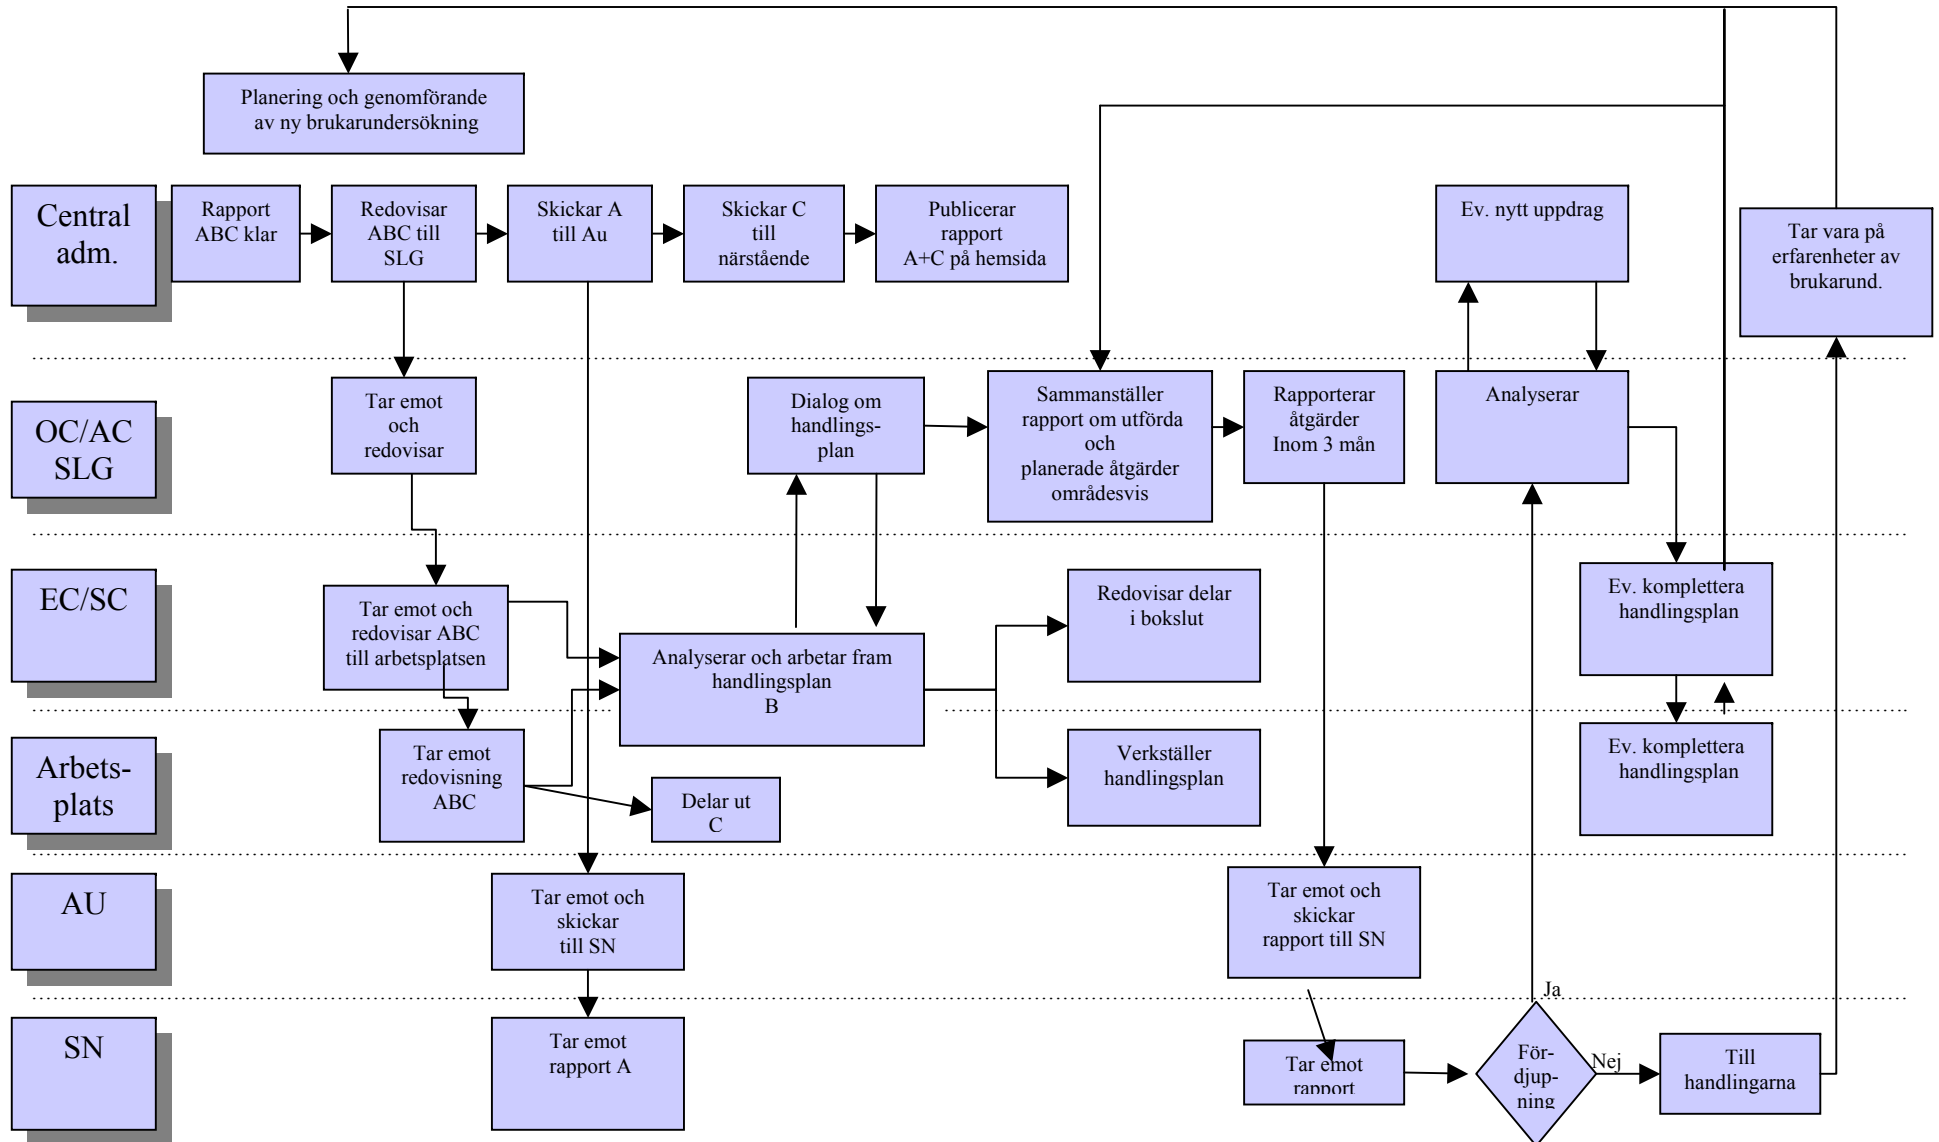 Planering och genomförande
av ny brukarundersökning
Central
adm.
Rapport
ABC klar
Redovisar
ABC till
SLG
Skickar A
till Au
Skickar C
till
närstående
Publicerar
rapport
A+C på hemsida
Ev. nytt uppdrag
Tar vara på
erfarenheter av
brukarund.
OC/AC
SLG
Tar emot
och
redovisar
Dialog om
handlings-
plan
Sammanställer
rapport om utförda
och
planerade åtgärder
områdesvis
Rapporterar
åtgärder
Inom 3 mån
Analyserar
EC/SC
Tar emot och
redovisar ABC
till arbetsplatsen
Analyserar och arbetar fram
handlingsplan
B
Redovisar delar
i bokslut
Ev. komplettera
handlingsplan
Arbets-
plats
Tar emot
redovisning
ABC
Delar ut
C
Verkställer
handlingsplan
Ev. komplettera
handlingsplan
AU
Tar emot och
skickar
till SN
Tar emot och
skickar
rapport till SN
SN
Tar emot
rapport A
Tar emot
rapport
Ja
För-
djup-
ning
Nej
Till
handlingarna